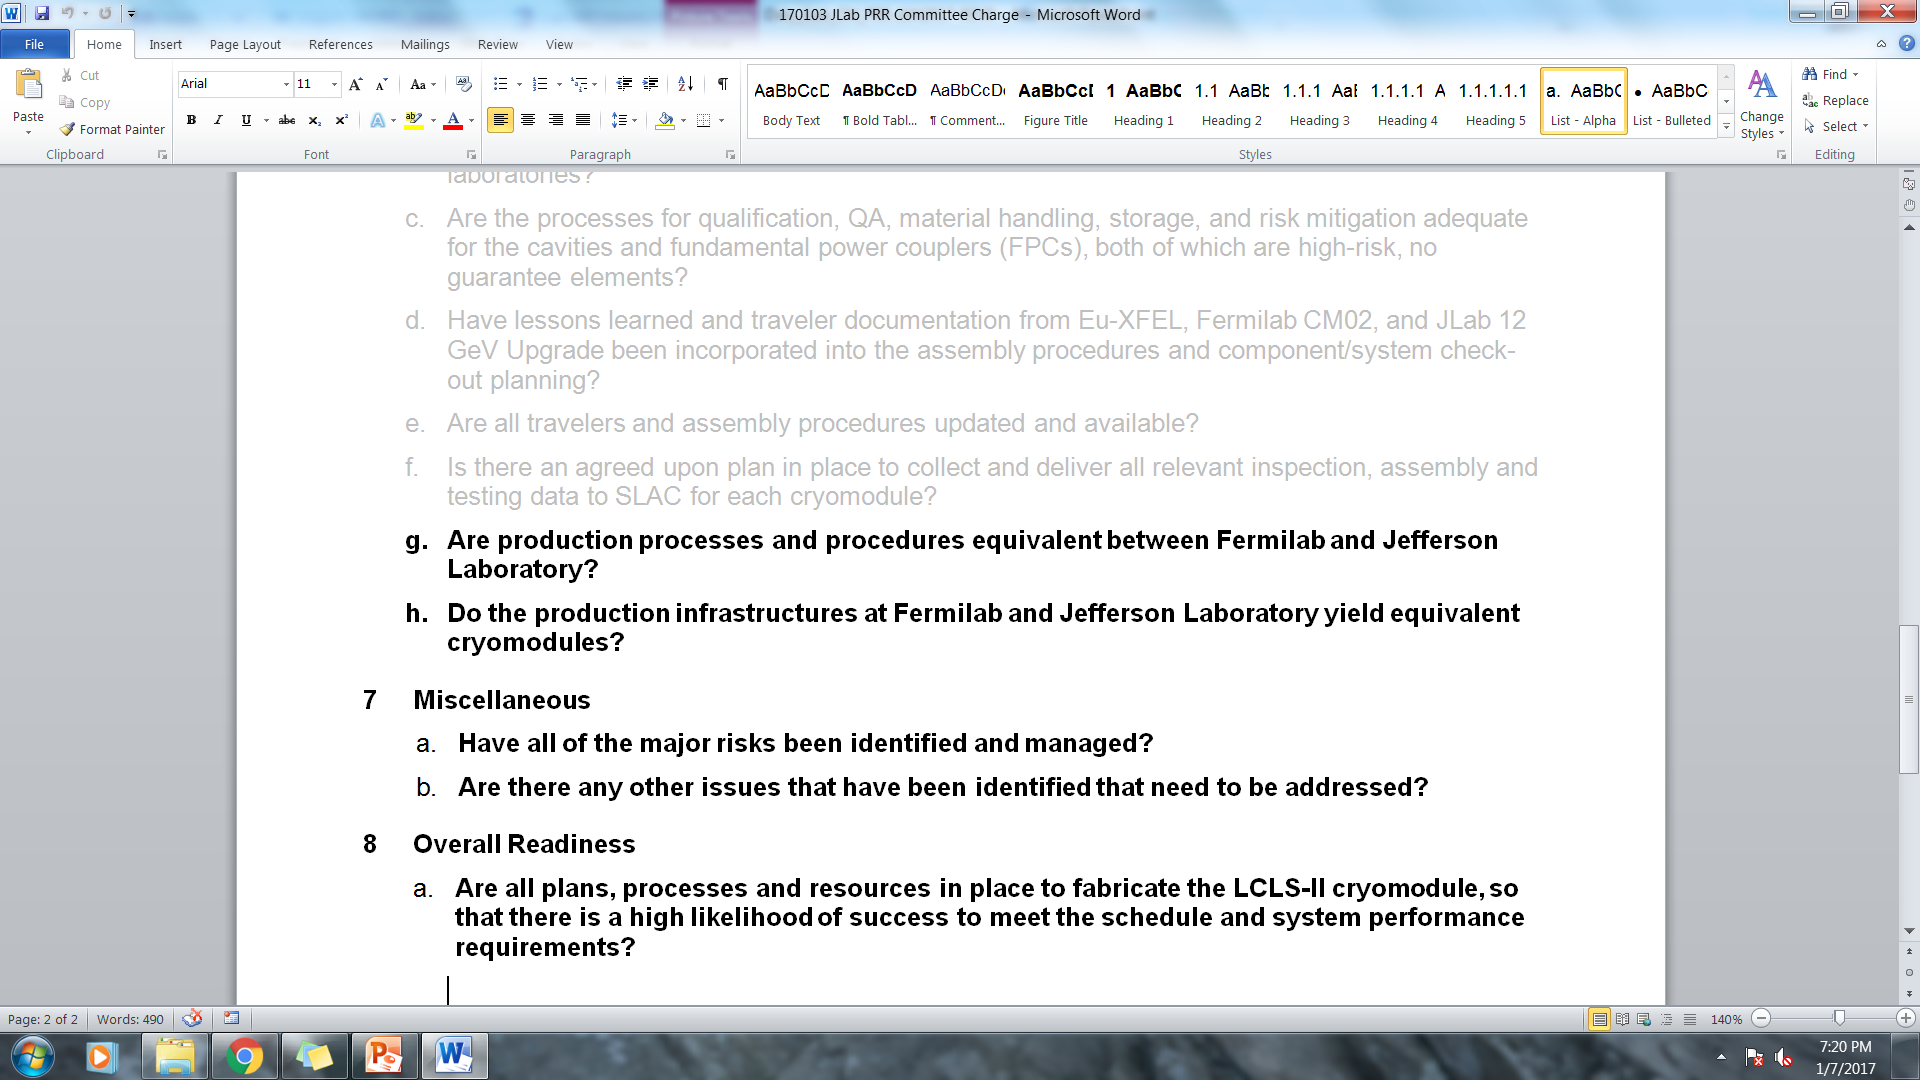 170103 JLab PRR Committee Charge - Microsoft Word
File Home Insert Page Layout References Mailings Review View
Paste
Cut
Copy
Format Painter
Clipboard
Arial 11
Font
Paragraph
AaBbCcD AaBbCcD AaBbCcD AaBbCcI 1 AaBbC 1.1 AaBb 1.1.1 Aa 1.1.1.1 A 1.1.1.1.1 a. AaBbC • AaBbC
Body Text ¶ Bold Tabl... ¶ Comment... Figure Title Heading 1 Heading 2 Heading 3 Heading 4 Heading 5 List - Alpha List - Bulleted
Styles
Change Styles
Find
Replace
Select
Editing
laboratories?
c. Are the processes for qualification, QA, material handling, storage, and risk mitigation adequate
for the cavities and fundamental power couplers (FPCs), both of which are high-risk, no
guarantee elements?
d. Have lessons learned and traveler documentation from Eu-XFEL, Fermilab CM02, and JLab 12
GeV Upgrade been incorporated into the assembly procedures and component/system check-
out planning?
e. Are all travelers and assembly procedures updated and available?
f. Is there an agreed upon plan in place to collect and deliver all relevant inspection, assembly and
testing data to SLAC for each cryomodule?
g. Are production processes and procedures equivalent between Fermilab and Jefferson
Laboratory?
h. Do the production infrastructures at Fermilab and Jefferson Laboratory yield equivalent
cryomodules?
7 Miscellaneous
a. Have all of the major risks been identified and managed?
b. Are there any other issues that have been identified that need to be addressed?
8 Overall Readiness
a. Are all plans, processes and resources in place to fabricate the LCLS-II cryomodule, so
that there is a high likelihood of success to meet the schedule and system performance
requirements?
Page: 2 of 2 Words: 490 140%
7:20 PM
1/7/2017